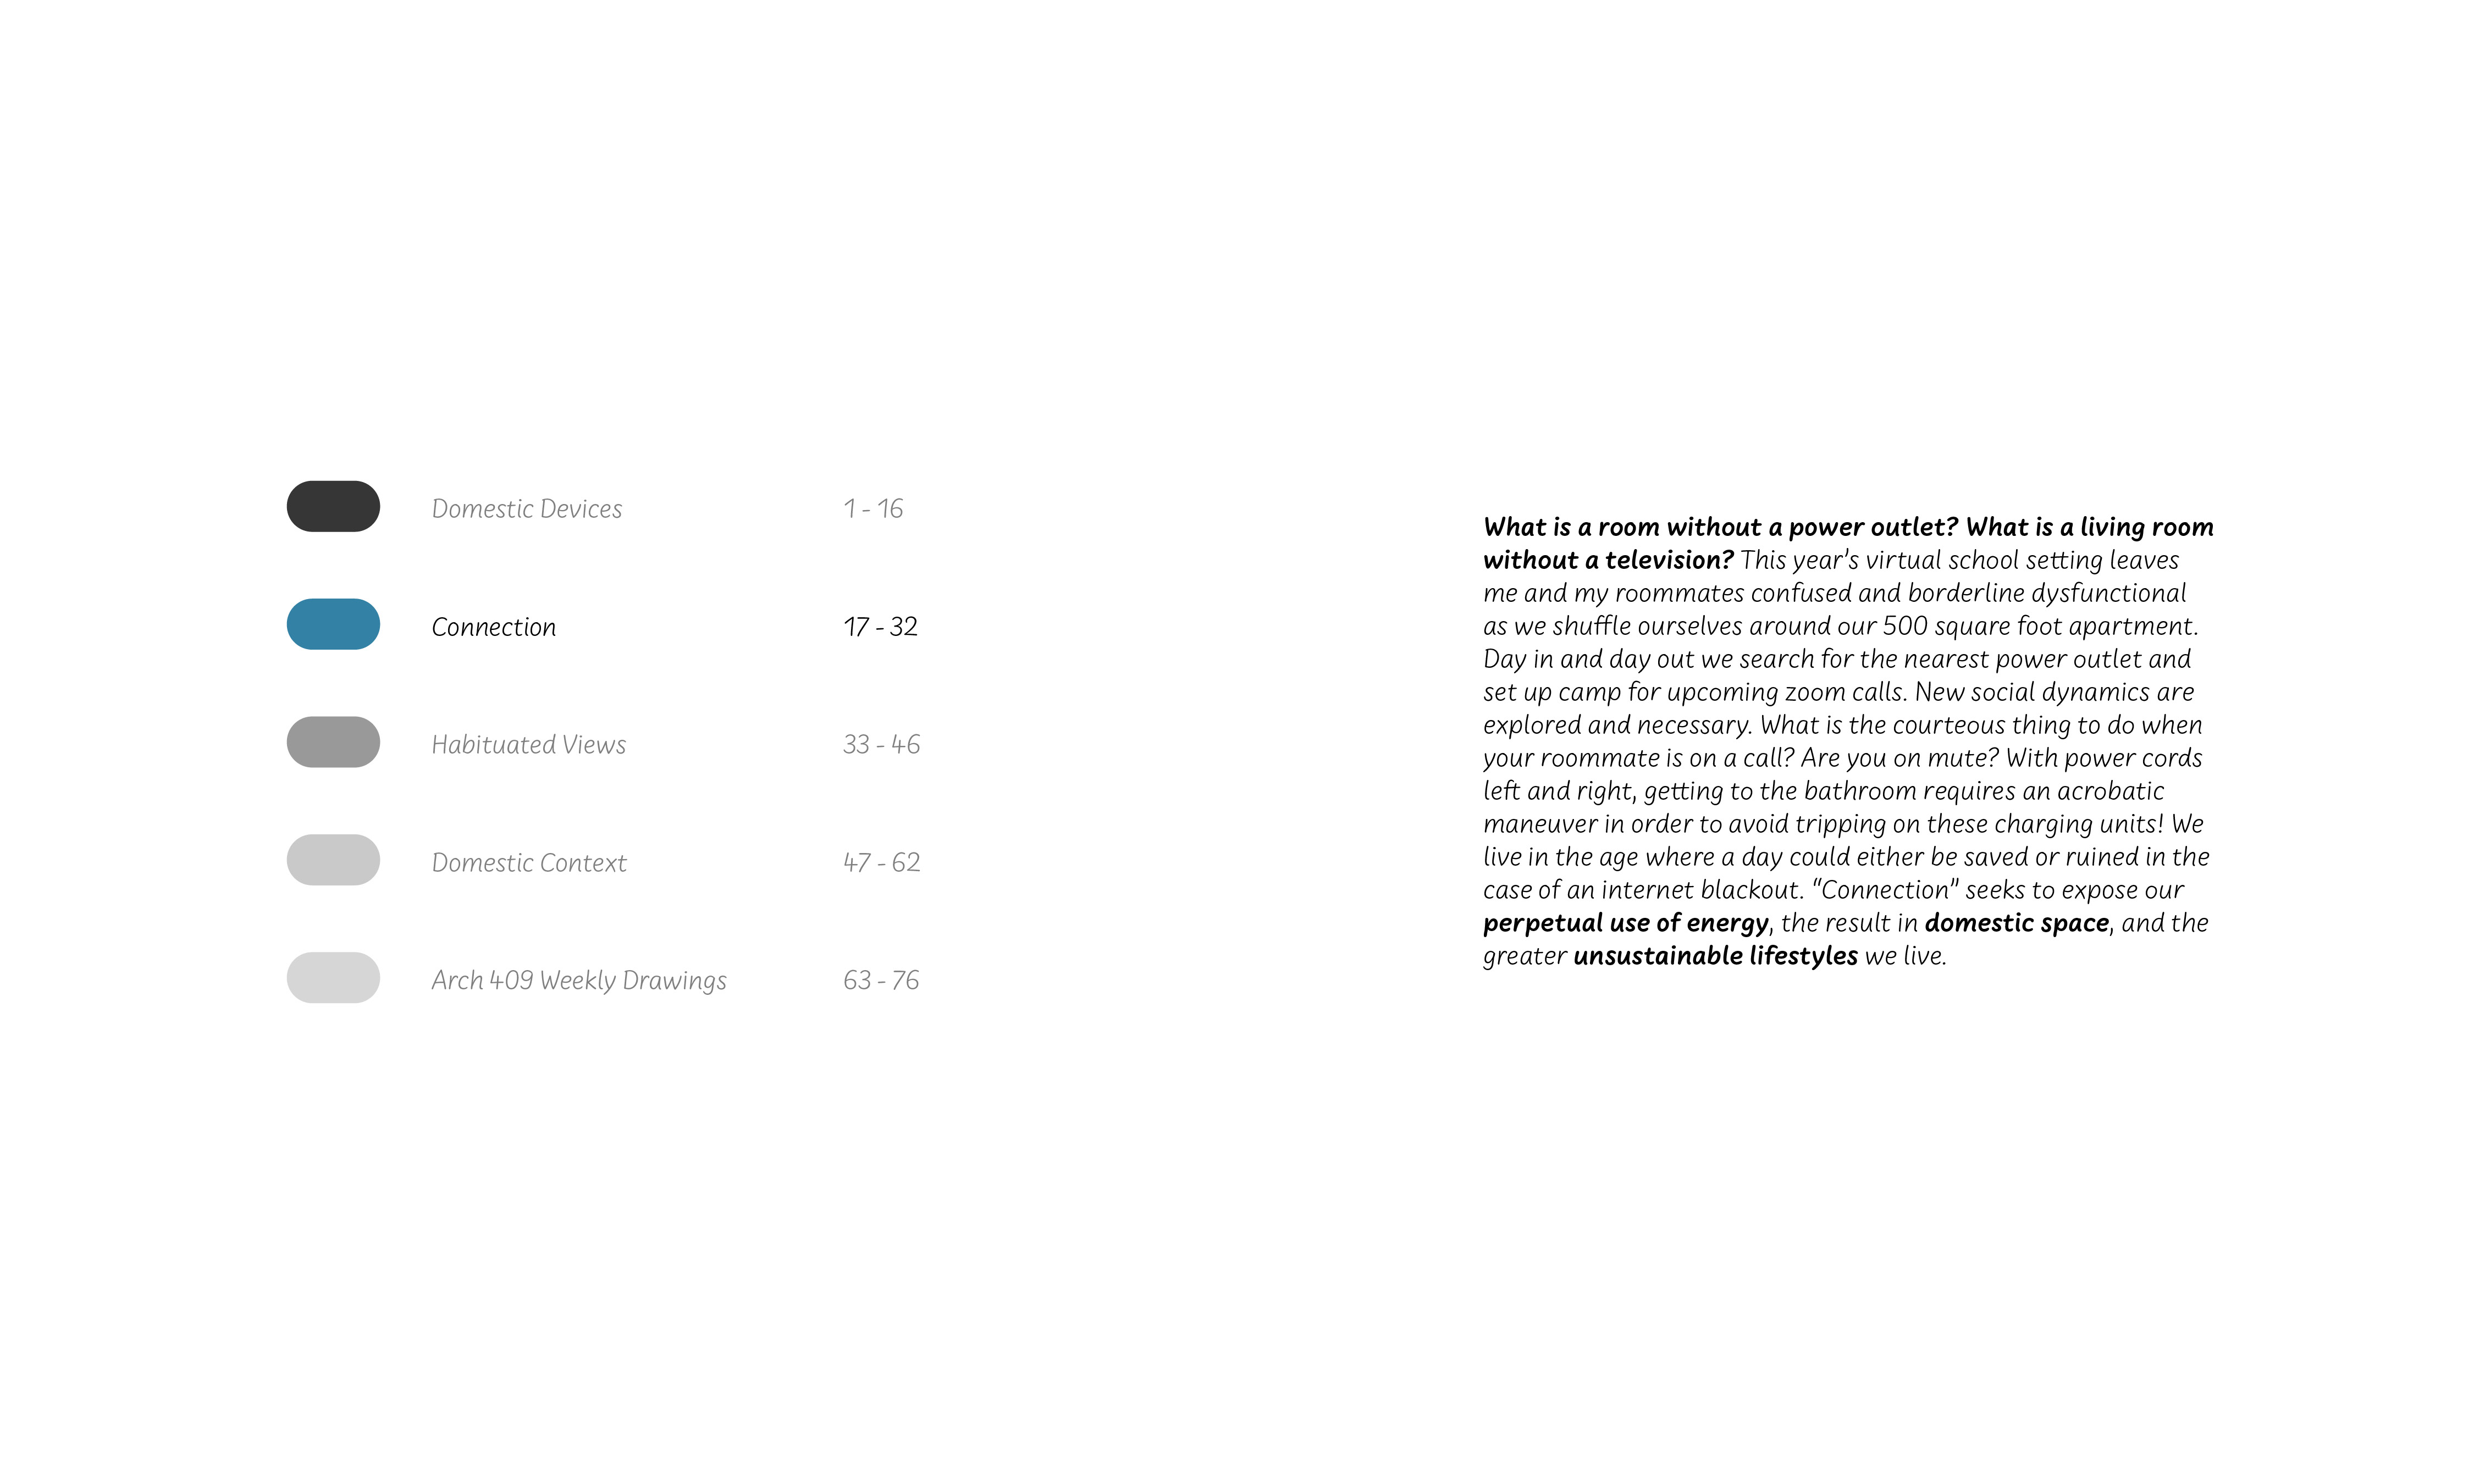 Domestic Devices 1 - 16
Connection 17 - 32
Habituated Views 33 - 46
Domestic Context 47 - 62
Arch 409 Weekly Drawings 63 - 76
What is a room without a power outlet? What is a living room
without a television? This year’s virtual school setting leaves
me and my roommates confused and borderline dysfunctional
as we shuffle ourselves around our 500 square foot apartment.
Day in and day out we search for the nearest power outlet and
set up camp for upcoming zoom calls. New social dynamics are
explored and necessary. What is the courteous thing to do when
your roommate is on a call? Are you on mute? With power cords
left and right, getting to the bathroom requires an acrobatic
maneuver in order to avoid tripping on these charging units! We
live in the age where a day could either be saved or ruined in the
case of an internet blackout. “Connection” seeks to expose our
perpetual use of energy, the result in domestic space, and the
greater unsustainable lifestyles we live.